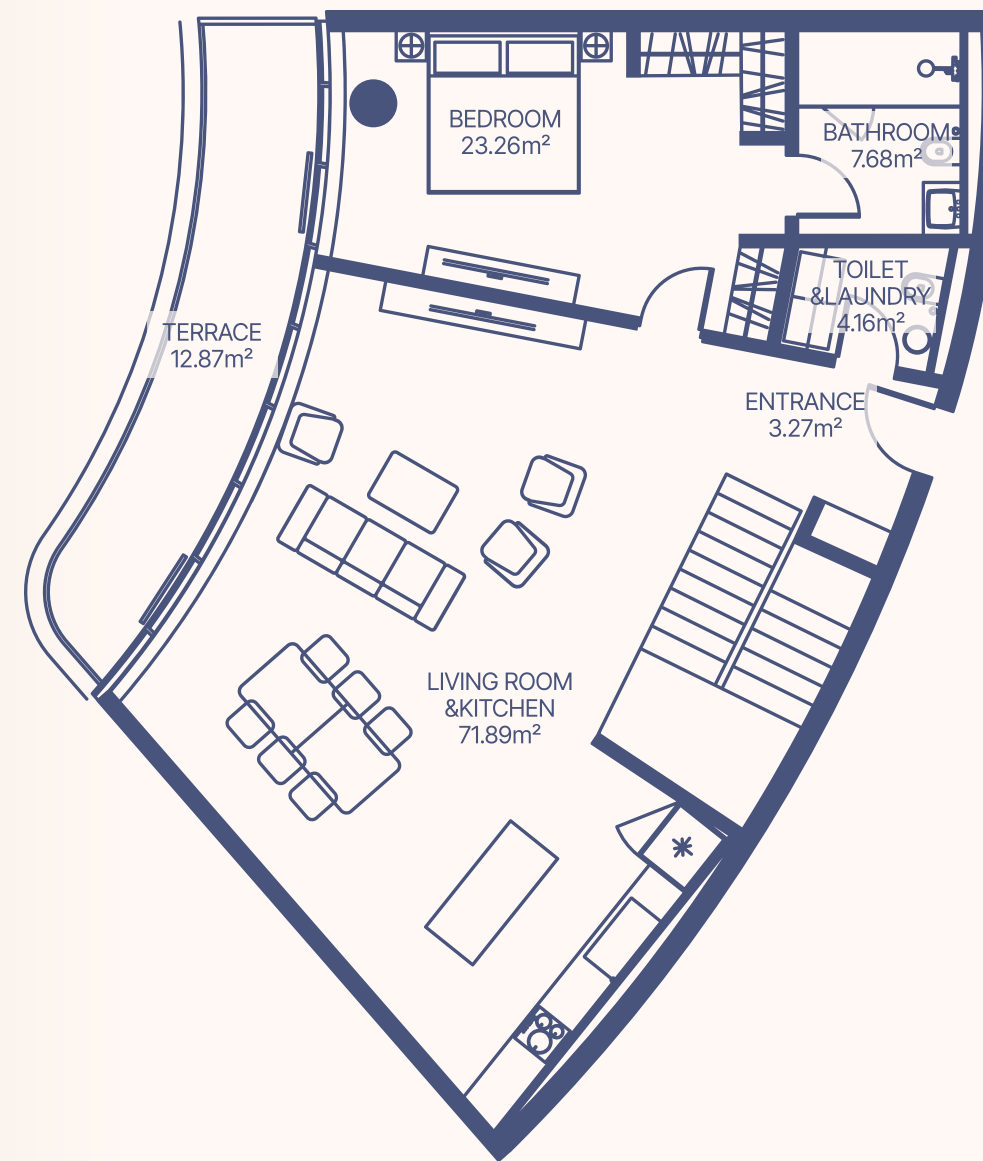 BEDROOM
23.26m²
BATHROOM
7.68m²
TOILET
&LAUNDRY
4.16m²
TERRACE
12.87m²
ENTRANCE
3.27m²
LIVING ROOM
&KITCHEN
71.89m²